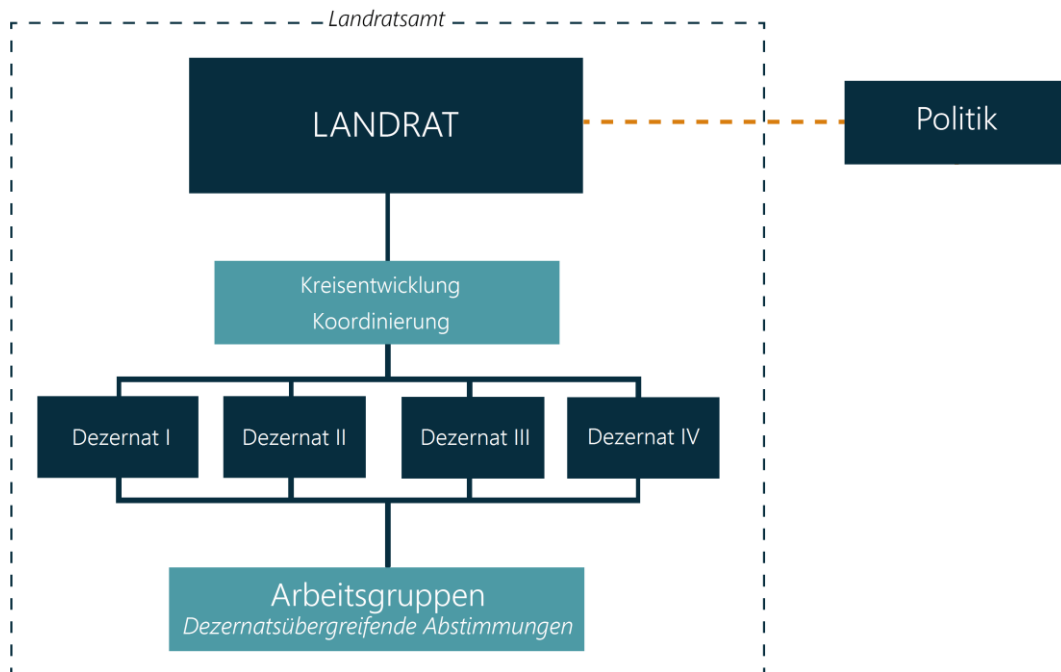 Landratsamt
LANDRAT
Politik
Kreisentwicklung
Koordinierung
Dezernat I
Dezernat II
Dezernat III
Dezernat IV
Arbeitsgruppen
Dezernatsübergreifende Abstimmungen